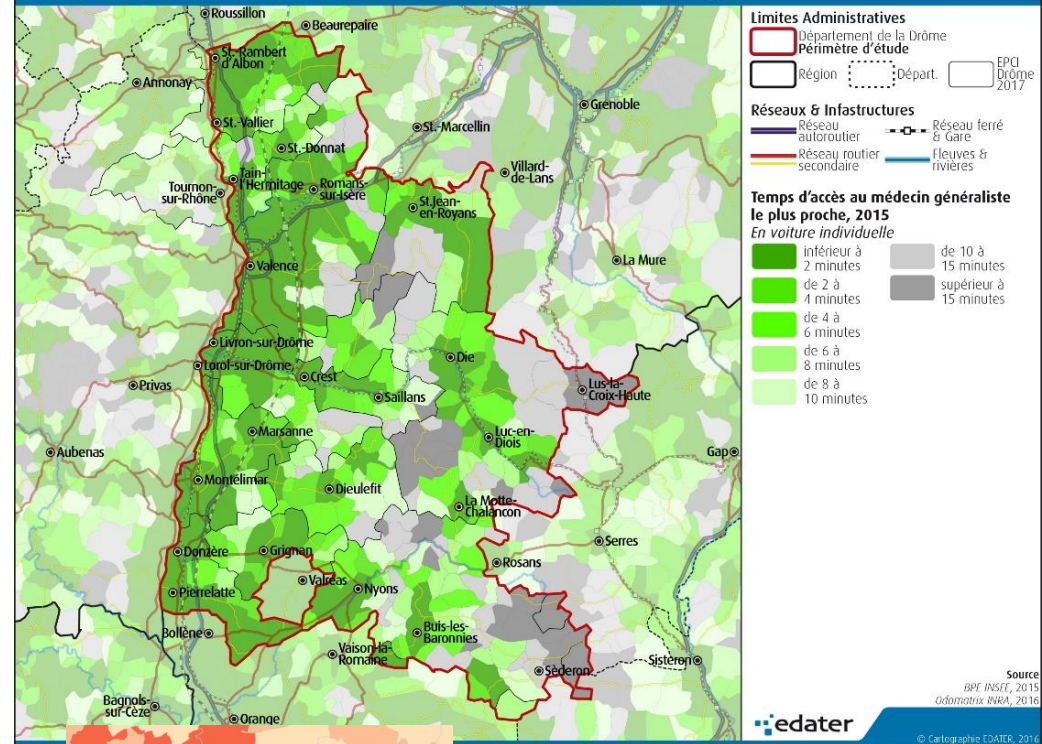 Roussillon
Beaurepaire
St.-Rambert
d'Albon
Annonay
Grenoble
St.-Vallier
St.-Marcellin
St.-Donnat
Villard-
de-Lans
Tain-
l'Hermitage
Tournon-
sur-Rhône
Romans-
sur-Isère
St.Jean-
en-Royans
Valence
La Mure
Livron-sur-Drôme
Lorol-sur-Drôme
Die
Privas
Crest
Lus-la-
Croix-Haute
Saillans
Marsanne
Luc-en-
Diois
Aubenas
Gap
Montélimar
Dieulefit
La Motte-
Chalancon
Donzère
Grignan
Serres
Rosans
Valréas
Nyons
Pierrelatte
Bollène
Buis-les-
Baronnies
Vaison-la-
Romaine
Séderon
Sisteron
Bagnols-
sur-Cèze
Orange
Limites Administratives
Département de la Drôme
Périmètre d'étude
Région
Départ.
EPCI
Drôme
2017
Réseaux & Infastructures
Réseau
autoroutier
Réseau ferré
& Gare
Réseau routier
secondaire
Fleuves &
rivières
Temps d'accès au médecin généraliste
le plus proche, 2015
En voiture individuelle
inférieur à
2 minutes
de 2 à
4 minutes
de 4 à
6 minutes
de 6 à
8 minutes
de 8 à
10 minutes
de 10 à
15 minutes
supérieur à
15 minutes
Source
BPE INSEE, 2015
Odomatrix INRA, 2016
edater
© Cartographie EDATER, 2016